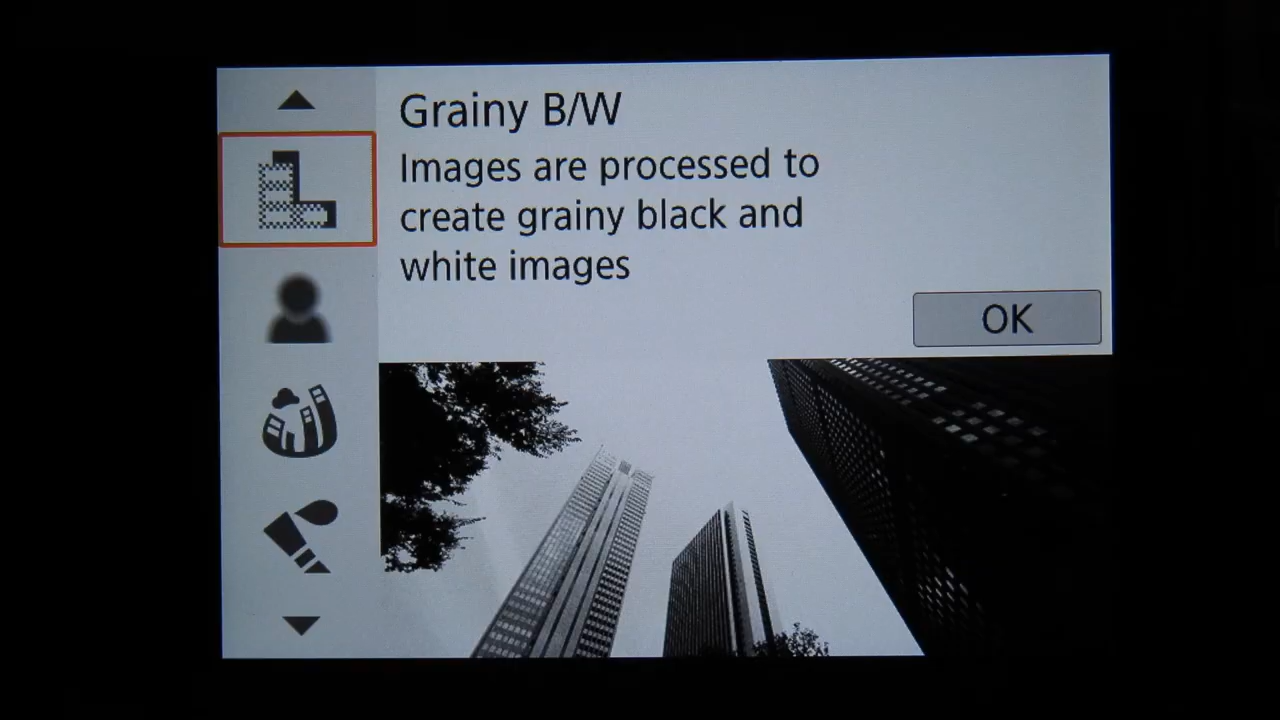 Grainy B/W
Images are processed to
create grainy black and
white images
OK